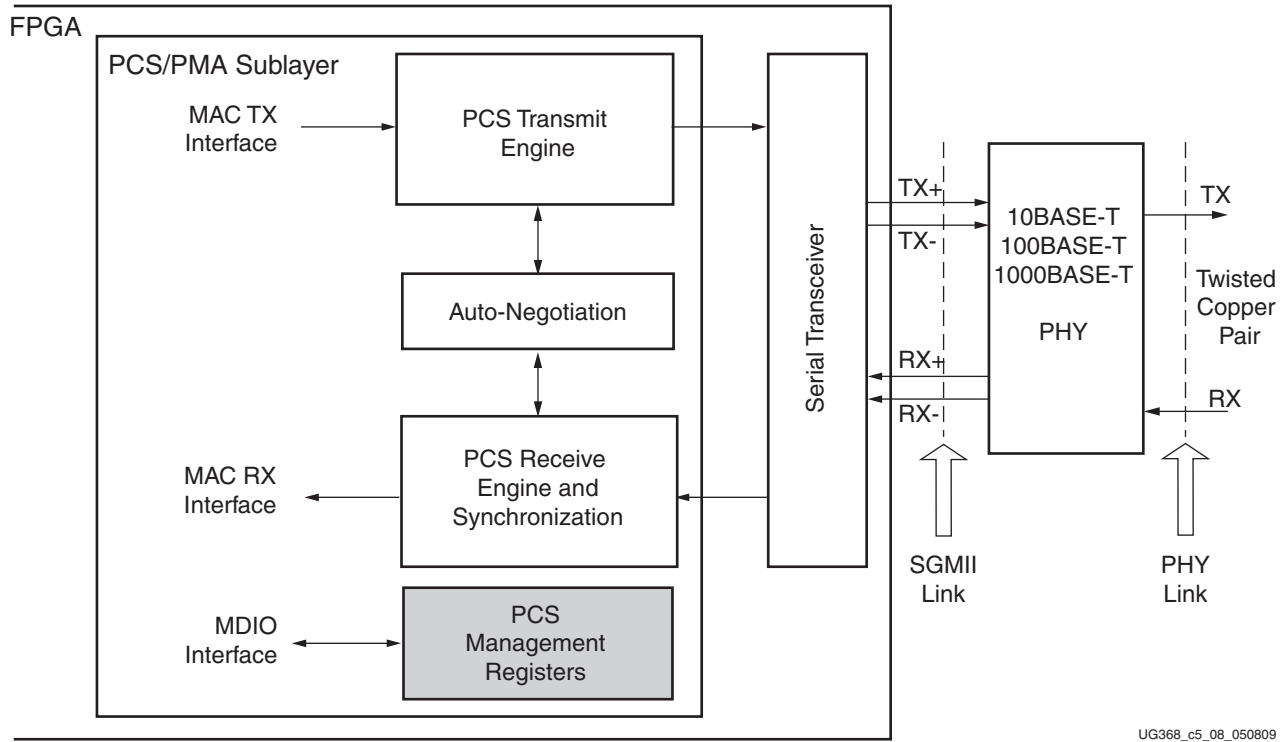 FPGA
PCS/PMA Sublayer
MAC TX
Interface
PCS Transmit
Engine
Auto-Negotiation
MAC RX
Interface
PCS Receive
Engine and
Synchronization
MDIO
Interface
PCS
Management
Registers
Serial Transceiver
TX+
TX-
RX+
RX-
10BASE-T
100BASE-T
1000BASE-T
PHY
TX
Twisted
Copper
Pair
RX
SGMII
Link
PHY
Link
UG368_c5_08_050809